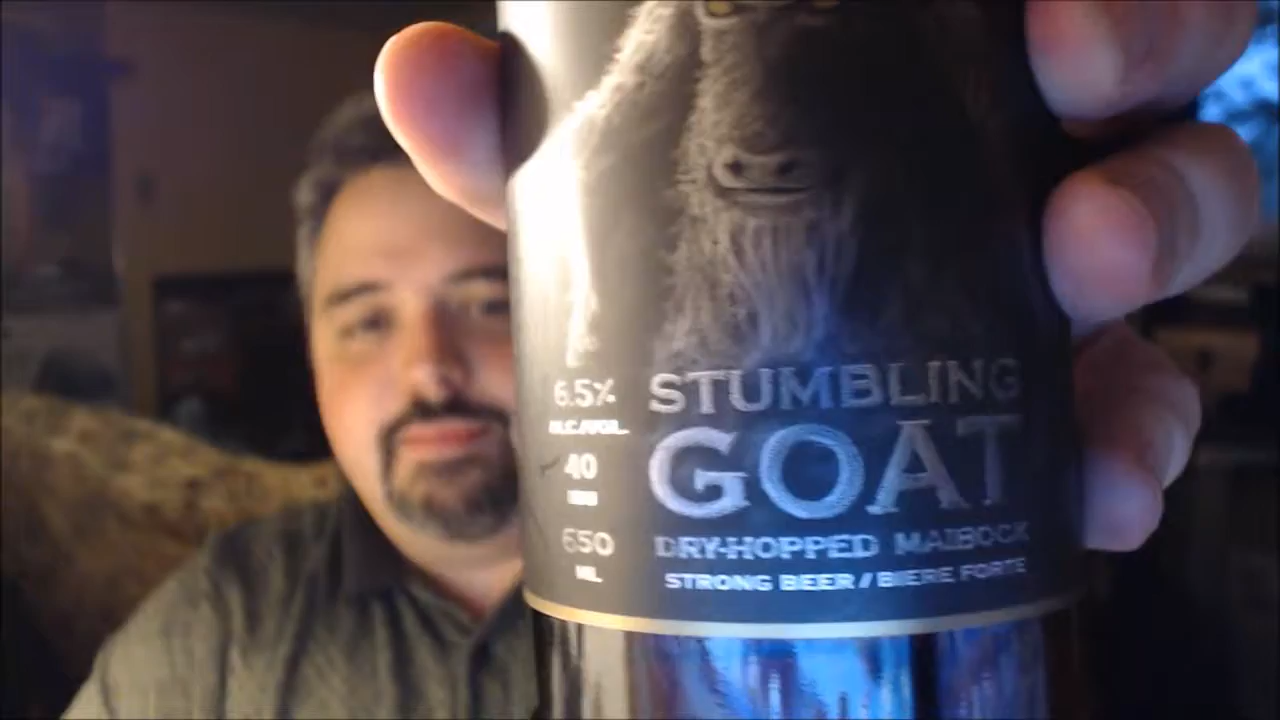 6.5%
ALC./VOL.
40
IBU
650
ML
STUMBLING
GOAT
DRY-HOPPED MAIBOCK
STRONG BEER / BIERE FORTE